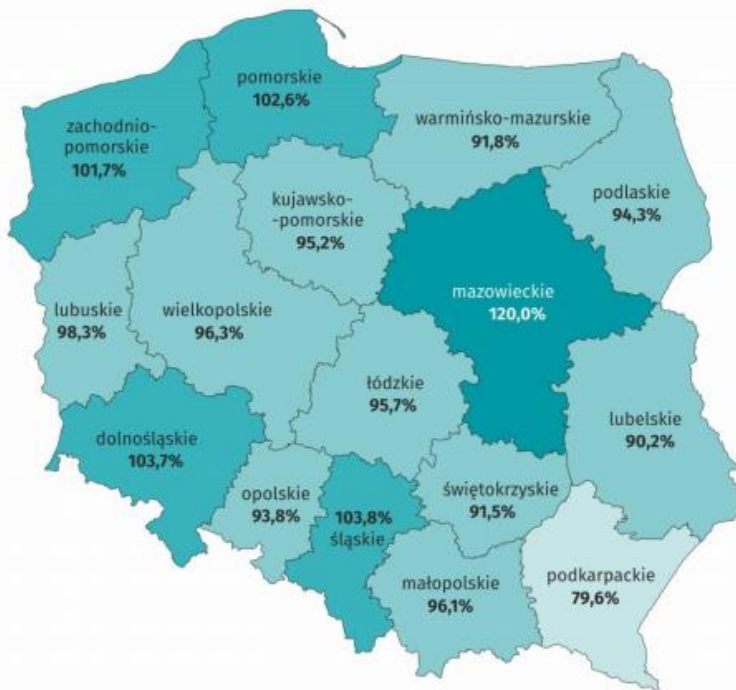 pomorskie
102,6%
zachodnio-
pomorskie
101,7%
warmińsko-mazurskie
91,8%
podlaskie
94,3%
kujawsko-
-pomorskie
95,2%
mazowieckie
120,0%
lubuskie
98,3%
wielkopolskie
96,3%
łódzkie
95,7%
lubelskie
90,2%
dolnośląskie
103,7%
opolskie
93,8%
103,8%
śląskie
świętokrzyskie
91,5%
małopolskie
96,1%
podkarpackie
79,6%